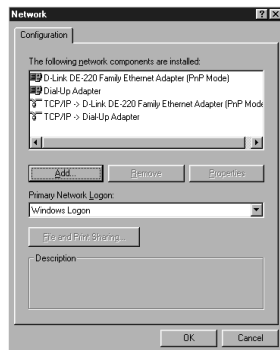 Network
Configuration
The following network components are installed:
D-Link DE-220 Family Ethernet Adapter (PnP Mode)
Dial-Up Adapter
TCP/IP -> D-Link DE-220 Family Ethernet Adapter (PnP Mode
TCP/IP -> Dial-Up Adapter
Add... Remove Properties
Primary Network Logon:
Windows Logon
File and Print Sharing...
Description
OK Cancel